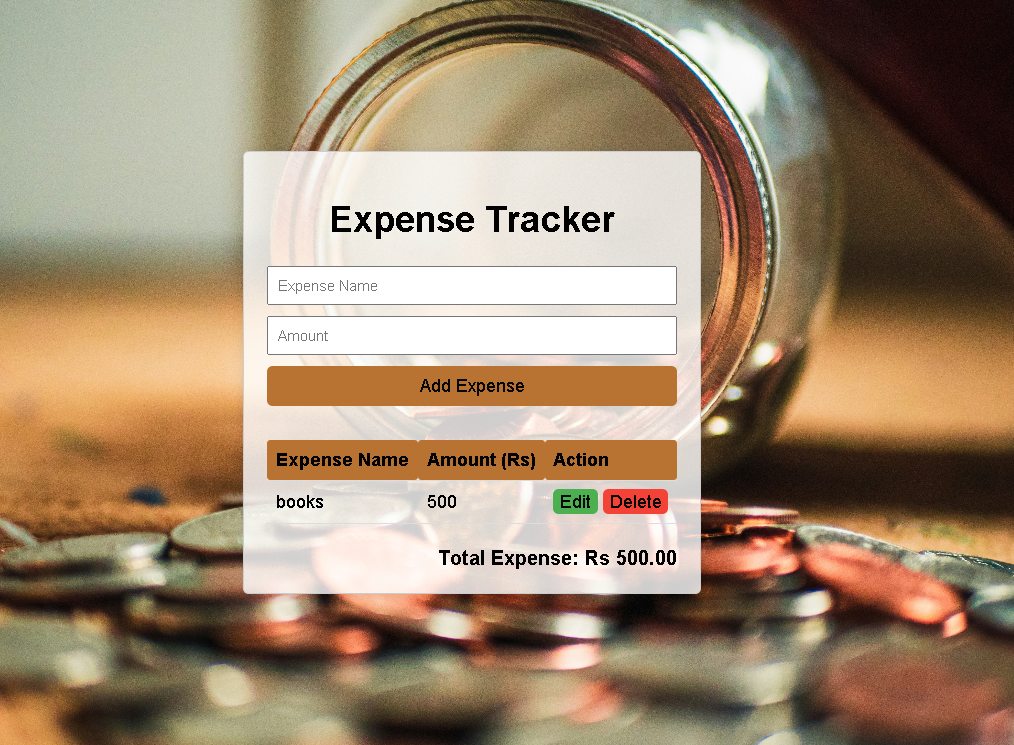 Expense Tracker
Expense Name
Amount
Add Expense
Expense Name Amount (Rs) Action
books 500 Edit Delete
Total Expense: Rs 500.00